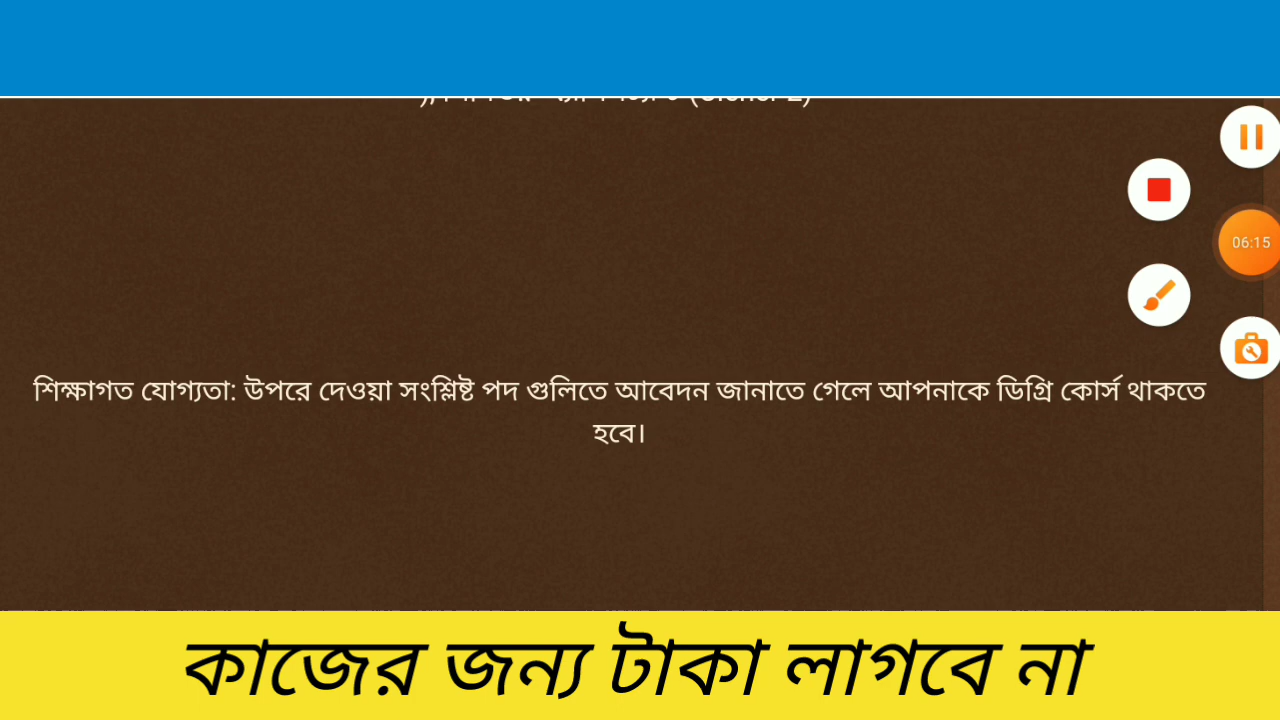 শিক্ষাগত যোগ্যতা: উপরে দেওয়া সংশ্লিষ্ট পদ গুলিতে আবেদন জানাতে গেলে আপনাকে ডিগ্রি কোর্স থাকতে
হবে।
06:15
কাজের জন্য টাকা লাগবে না